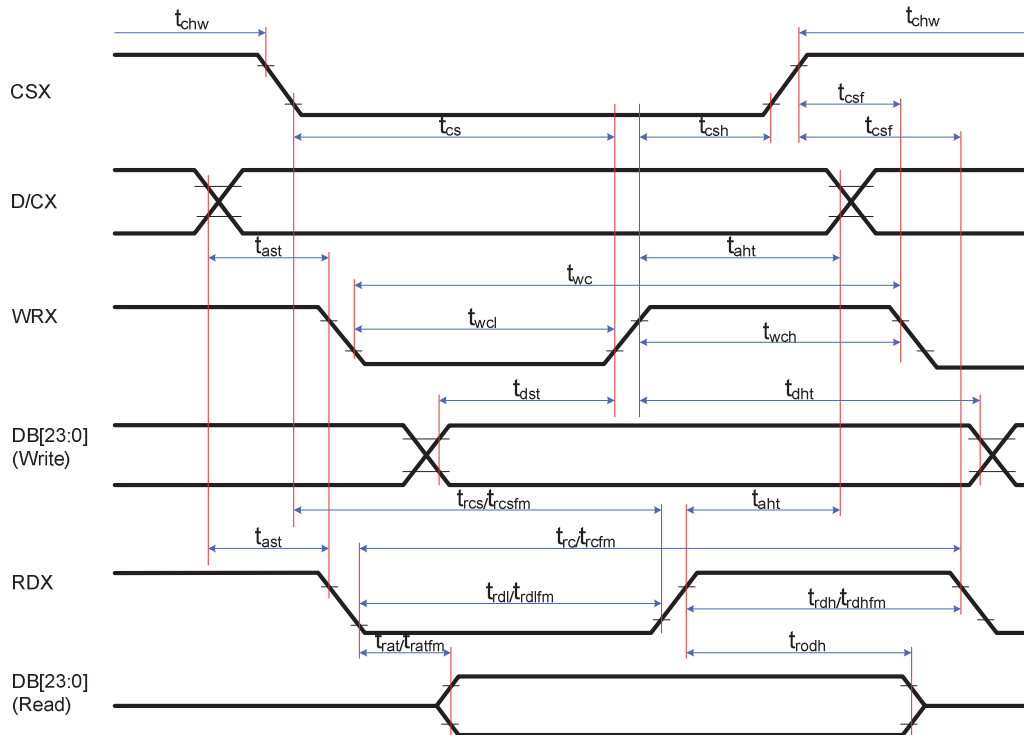 tchw
tchw
CSX
tcsf
tcs
tcsh
tcsf
D/CX
tast
taht
twc
WRX
twcl
twch
tdst
tdht
DB[23:0]
(Write)
trcs/trcsfm
taht
tast
trc/trcfm
RDX
trdl/trdlfm
trdh/trdhfm
trat/tratfm
trodh
DB[23:0]
(Read)